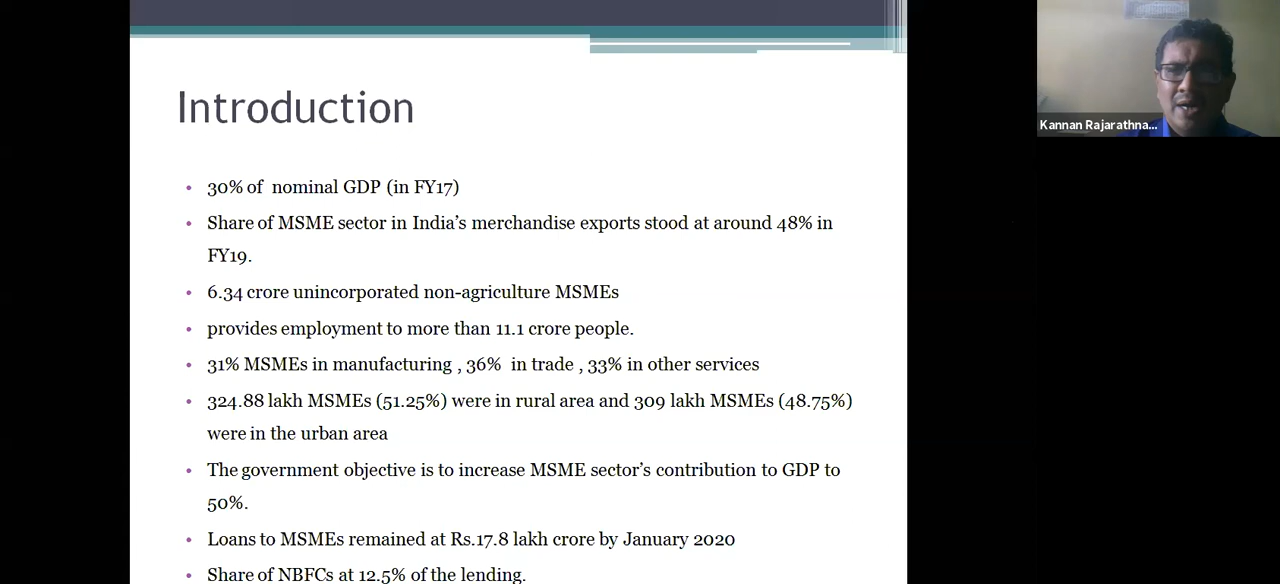 Introduction
• 30% of nominal GDP (in FY17)
• Share of MSME sector in India's merchandise exports stood at around 48% in
FY19.
• 6.34 crore unincorporated non-agriculture MSMEs
• provides employment to more than 11.1 crore people.
• 31% MSMEs in manufacturing , 36% in trade , 33% in other services
• 324.88 lakh MSMEs (51.25%) were in rural area and 309 lakh MSMEs (48.75%)
were in the urban area
• The government objective is to increase MSME sector's contribution to GDP to
50%.
• Loans to MSMEs remained at Rs.17.8 lakh crore by January 2020
• Share of NBFCs at 12.5% of the lending.
Kannan Rajarathna...